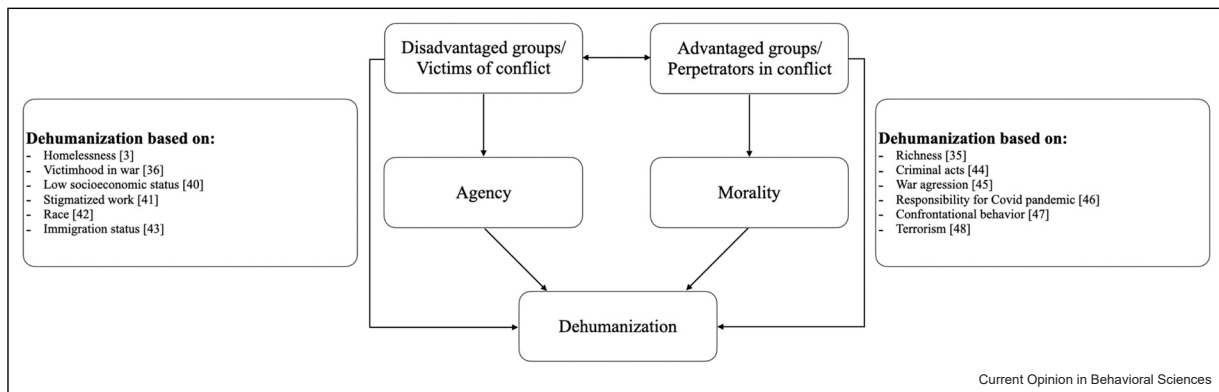 Disadvantaged groups/
Victims of conflict
Advantaged groups/
Perpetrators in conflict
Dehumanization based on:
- Homelessness [3]
- Victimhood in war [36]
- Low socioeconomic status [40]
- Stigmatized work [41]
- Race [42]
- Immigration status [43]
Agency
Morality
Dehumanization based on:
- Richness [35]
- Criminal acts [44]
- War agression [45]
- Responsibility for Covid pandemic [46]
- Confrontational behavior [47]
- Terrorism [48]
Dehumanization
Current Opinion in Behavioral Sciences